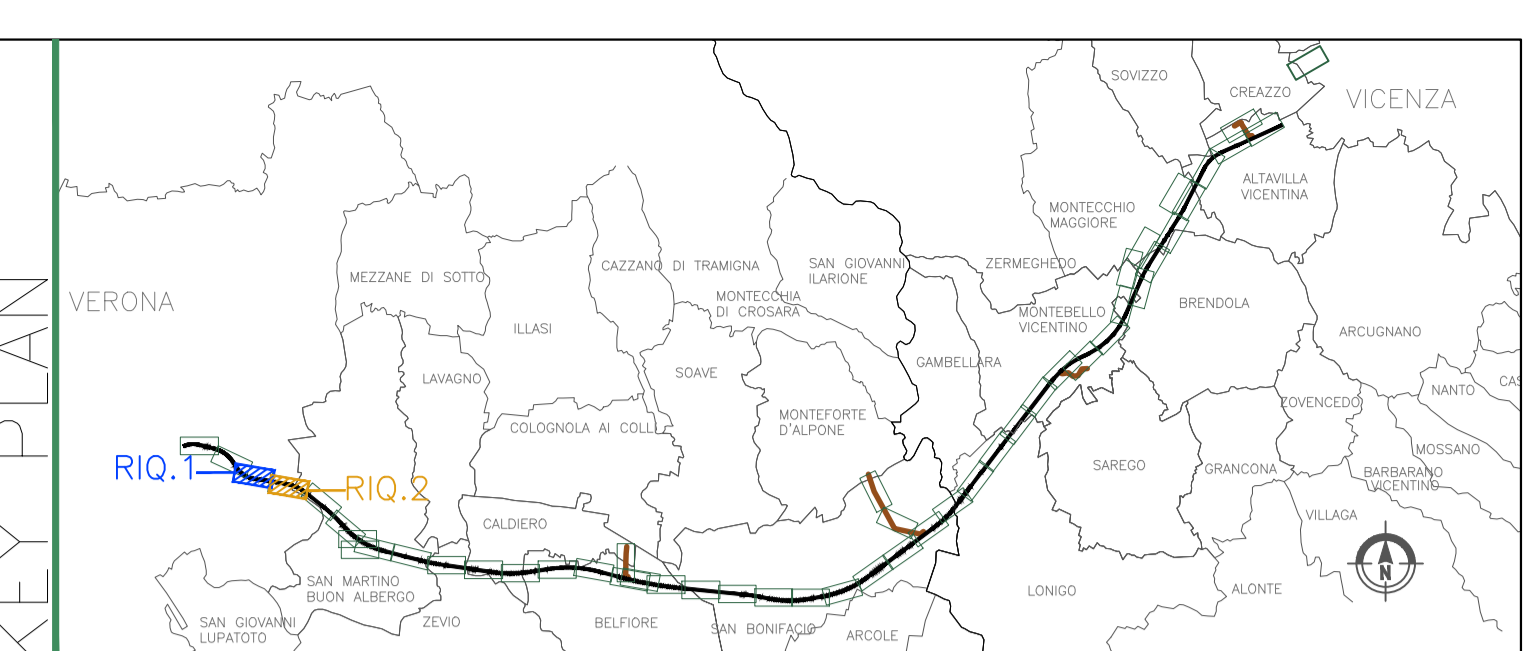 KEY PLAN
SOVIZZO
CREAZZO
VICENZA
ALTAVILLA
VICENTINA
MONTECCHIO
MAGGIORE
MEZZANE DI SOTTO
CAZZANO DI TRAMIGNA
SAN GIOVANNI
ILARIONE
ZERMEGHEDO
VERONA
MONTECCHIA
DI CROSARA
MONTEBELLO
VICENTINO
BRENDOLA
ILLASI
ARCUGNANO
GAMBELLARA
LAVAGNO
SOAVE
NANTO
CAS
ZOVENCEDO
MONTEFORTE
D'ALPONE
COLOGNOLA AI COLLI
MOSSANO
RIQ.1
RIQ.2
SAREGO
GRANCONA
BARBARANO
VICENTINO
CALDIERO
VILLAGA
N
SAN MARTINO
BUON ALBERGO
LONIGO
ALONTE
SAN GIOVANNI
LUPATOTO
ZEVIO
BELFIORE
SAN BONIFACIO
ARCOLE